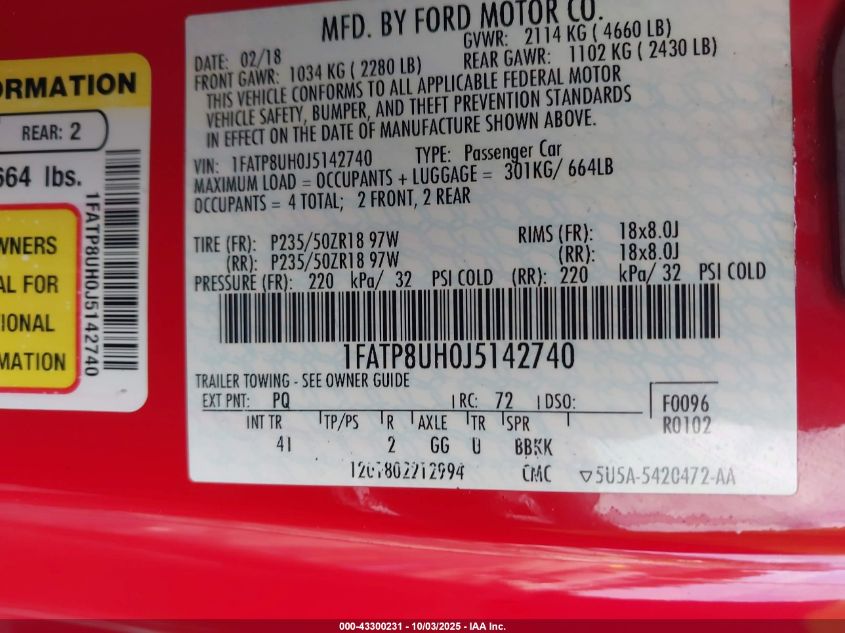 MFD. BY FORD MOTOR CO.
DATE: 02/18 GVWR: 2114 KG ( 4660 LB)
FRONT GAWR: 1034 KG ( 2280 LB) REAR GAWR: 1102 KG ( 2430 LB)
THIS VEHICLE CONFORMS TO ALL APPLICABLE FEDERAL MOTOR
VEHICLE SAFETY, BUMPER, AND THEFT PREVENTION STANDARDS
IN EFFECT ON THE DATE OF MANUFACTURE SHOWN ABOVE.
VIN: 1FATP8UH0J5142740 TYPE: Passenger Car
MAXIMUM LOAD = OCCUPANTS + LUGGAGE = 301KG/ 664LB
OCCUPANTS = 4 TOTAL; 2 FRONT, 2 REAR
TIRE (FR): P235/50ZR18 97W RIMS (FR): 18x8.0J
(RR): P235/50ZR18 97W (RR): 18x8.0J
PRESSURE (FR): 220 kPa/ 32 PSI COLD (RR): 220 kPa/ 32 PSI COLD
1FATP8UH0J5142740
TRAILER TOWING - SEE OWNER GUIDE
EXT PNT: PQ RC: 72 DSO: F0096
R0102
INT TR TP/PS R AXLE TR SPR
41 2 GG U BBKK
CMC ▽5U5A-5420472-AA
ORMATION
REAR: 2
664 lbs.
WNERS
AL FOR
IONAL
1FATP8UH0J5142740
000-43300231 - 10/03/2025 - IAA Inc.